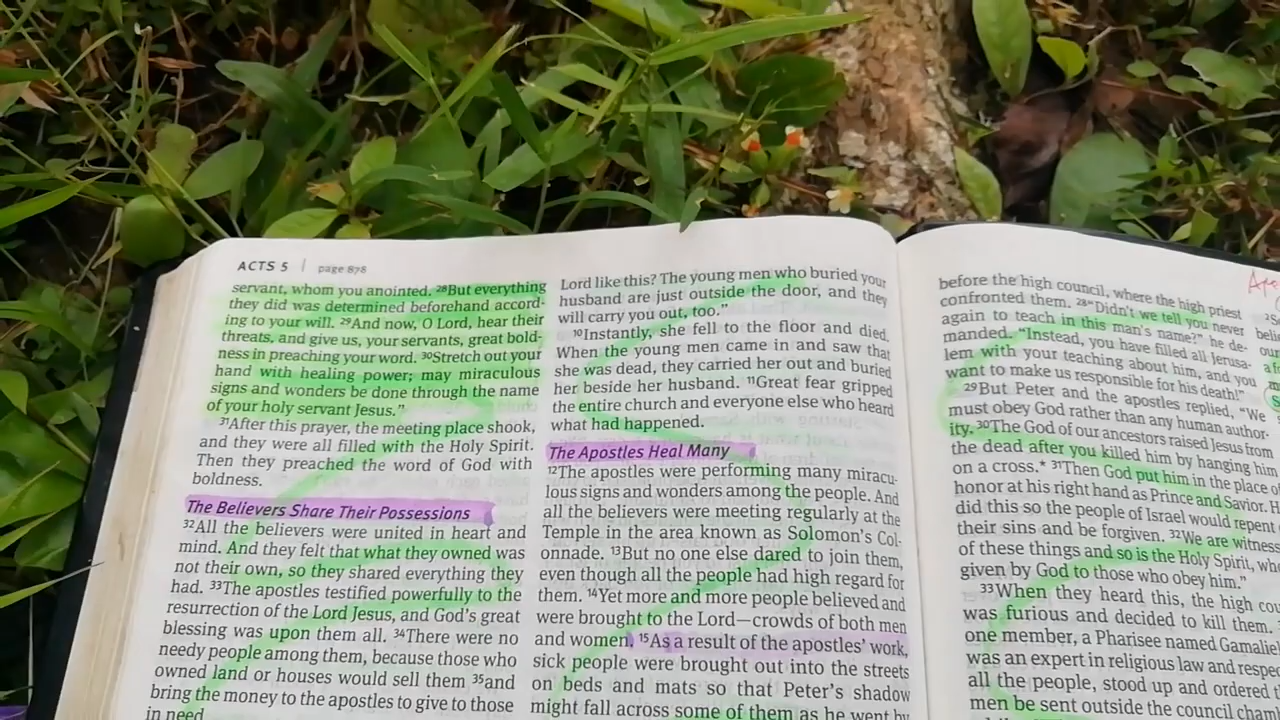 ACTS 5 | page 878
servant, whom you anointed. 28But everything
they did was determined beforehand accord-
ing to your will. 29And now, O Lord, hear their
threats, and give us, your servants, great bold-
ness in preaching your word. 30Stretch out your
hand with healing power; may miraculous
signs and wonders be done through the name
of your holy servant Jesus.”
31After this prayer, the meeting place shook,
and they were all filled with the Holy Spirit.
Then they preached the word of God with
boldness.
The Believers Share Their Possessions
32All the believers were united in heart and
mind. And they felt that what they owned was
not their own, so they shared everything they
had. 33The apostles testified powerfully to the
resurrection of the Lord Jesus, and God’s great
blessing was upon them all. 34There were no
needy people among them, because those who
owned land or houses would sell them 35and
bring the money to the apostles to give to those
in need
Lord like this? The young men who buried your
husband are just outside the door, and they
will carry you out, too.”
10Instantly, she fell to the floor and died.
When the young men came in and saw that
she was dead, they carried her out and buried
her beside her husband. 11Great fear gripped
the entire church and everyone else who heard
what had happened.
The Apostles Heal Many
12The apostles were performing many miracu-
lous signs and wonders among the people. And
all the believers were meeting regularly at the
Temple in the area known as Solomon’s Col-
onnade. 13But no one else dared to join them,
even though all the people had high regard for
them. 14Yet more and more people believed and
were brought to the Lord—crowds of both men
and women. 15As a result of the apostles’ work,
sick people were brought out into the streets
on beds and mats so that Peter’s shadow
might fall across some of them as he went by
before the high council, where the high priest
confronted them. 28“Didn’t we tell you never
again to teach in this man’s name?” he de-
manded. “Instead, you have filled all Jerusa-
lem with your teaching about him, and you
want to make us responsible for his death!”
29But Peter and the apostles replied, “We
must obey God rather than any human author-
ity. 30The God of our ancestors raised Jesus from
the dead after you killed him by hanging him
on a cross.* 31Then God put him in the place of
honor at his right hand as Prince and Savior. H
did this so the people of Israel would repent
their sins and be forgiven. 32We are witness
of these things and so is the Holy Spirit, who
given by God to those who obey him.”
33When they heard this, the high cou
was furious and decided to kill them.
one member, a Pharisee named Gamaliel
was an expert in religious law and respec
all the people, stood up and ordered t
men be sent outside the council cham